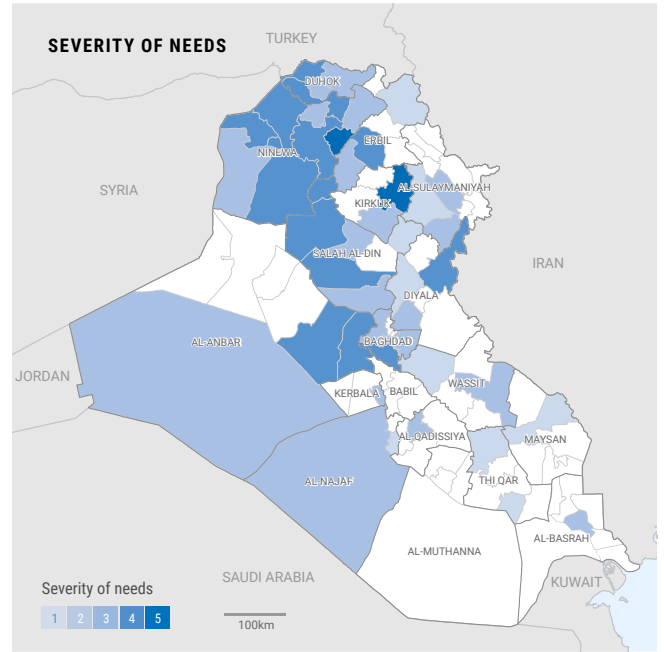 SEVERITY OF NEEDS
TURKEY
DUHOK
ERBIL
NINEWA
SYRIA
AL-SULAYMANIYAH
KIRKUK
SALAH AL-DIN
IRAN
DIYALA
AL-ANBAR
BAGHDAD
JORDAN
WASSIT
KERBALA
BABIL
AL-QADISSIYA
MAYSAN
AL-NAJAF
THI QAR
AL-BASRAH
AL-MUTHANNA
SAUDI ARABIA
KUWAIT
Severity of needs
1 2 3 4 5
100km